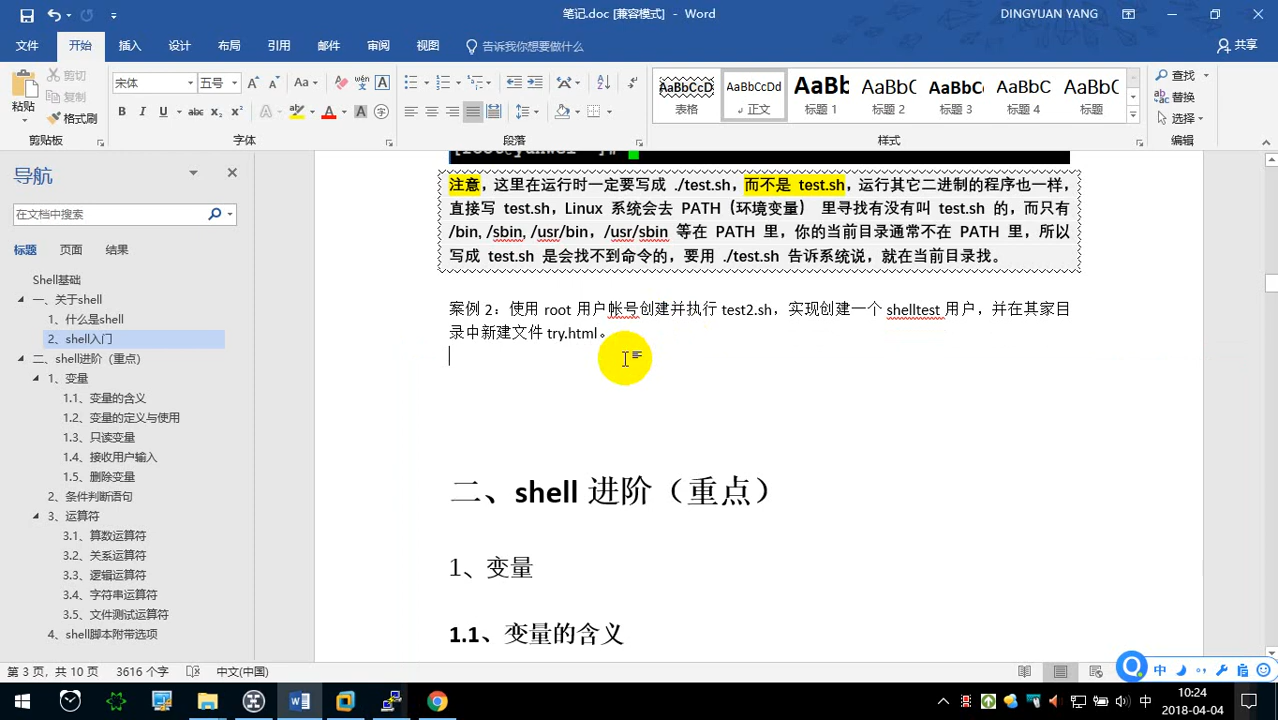 笔记.doc [兼容模式] - Word
DINGYUAN YANG
文件 开始 插入 设计 布局 引用 邮件 审阅 视图 告诉我你想要做什么 共享
粘贴 剪切
复制
格式刷
宋体 五号
AaBbCcD 表格
AaBbCcDd 正文
AaBb 标题 1
AaBbC 标题 2
AaBbC 标题 3
AaBbC 标题 4
AaBbC 标题
查找
替换
选择
剪贴板 字体 段落 样式 编辑
导航
在文档中搜索
标题 页面 结果
Shell基础
一、关于shell
1、什么是shell
2、shell入门
二、shell进阶（重点）
1、变量
1.1、变量的含义
1.2、变量的定义与使用
1.3、只读变量
1.4、接收用户输入
1.5、删除变量
2、条件判断语句
3、运算符
3.1、算数运算符
3.2、关系运算符
3.3、逻辑运算符
3.4、字符串运算符
3.5、文件测试运算符
4、shell脚本附带选项
注意，这里在运行时一定要写成 ./test.sh，而不是 test.sh，运行其它二进制的程序也一样，
直接写 test.sh，Linux 系统会去 PATH（环境变量） 里寻找有没有叫 test.sh 的，而只有
/bin, /sbin, /usr/bin，/usr/sbin 等在 PATH 里，你的当前目录通常不在 PATH 里，所以
写成 test.sh 是会找不到命令的，要用 ./test.sh 告诉系统说，就在当前目录找。
案例 2：使用 root 用户帐号创建并执行 test2.sh，实现创建一个 shelltest 用户，并在其家目
录中新建文件 try.html。
二、shell 进阶（重点）
1、变量
1.1、变量的含义
第 3 页，共 10 页 3616 个字 中文(中国)
中
中 10:24
2018-04-04